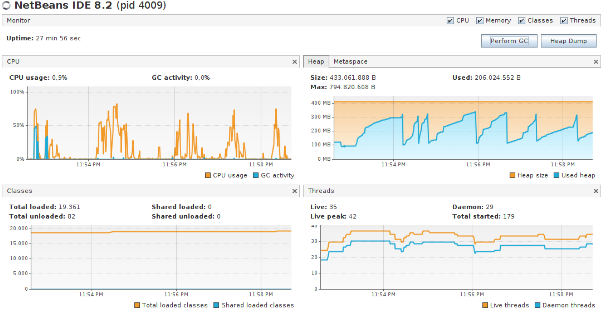 NetBeans IDE 8.2 (pid 4009)
Monitor
CPU Memory Classes Threads
Uptime: 27 min 56 sec
Perform GC Heap Dump
CPU
CPU usage: 0.9% GC activity: 0.0%
100%
50%
0%
11:54 PM 11:56 PM 11:58 PM
CPU usage GC activity
Heap Metaspace
Size: 433.061.888 B Used: 206.024.552 B
Max: 794.820.608 B
400 MB
300 MB
200 MB
100 MB
0 MB
11:54 PM 11:56 PM 11:58 PM
Heap size Used heap
Classes
Total loaded: 19.361 Shared loaded: 0
Total unloaded: 82 Shared unloaded: 0
20.000
15.000
10.000
5.000
0
11:54 PM 11:56 PM 11:58 PM
Total loaded classes Shared loaded classes
Threads
Live: 35 Daemon: 29
Live peak: 42 Total started: 179
40
30
20
10
0
11:54 PM 11:56 PM 11:58 PM
Live threads Daemon threads